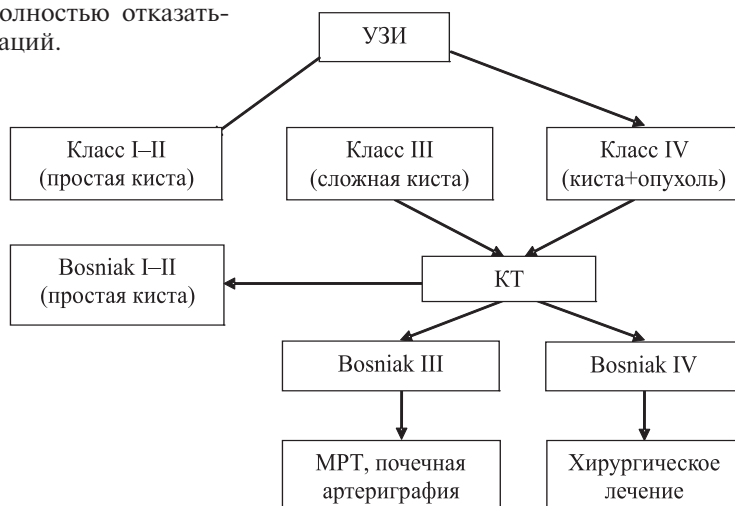 олностью отказать-
аций.
УЗИ
Класс I–II
(простая киста)
Класс III
(сложная киста)
Класс IV
(киста+опухоль)
Bosniak I–II
(простая киста)
КТ
Bosniak III
Bosniak IV
МРТ, почечная
артериграфия
Хирургическое
лечение